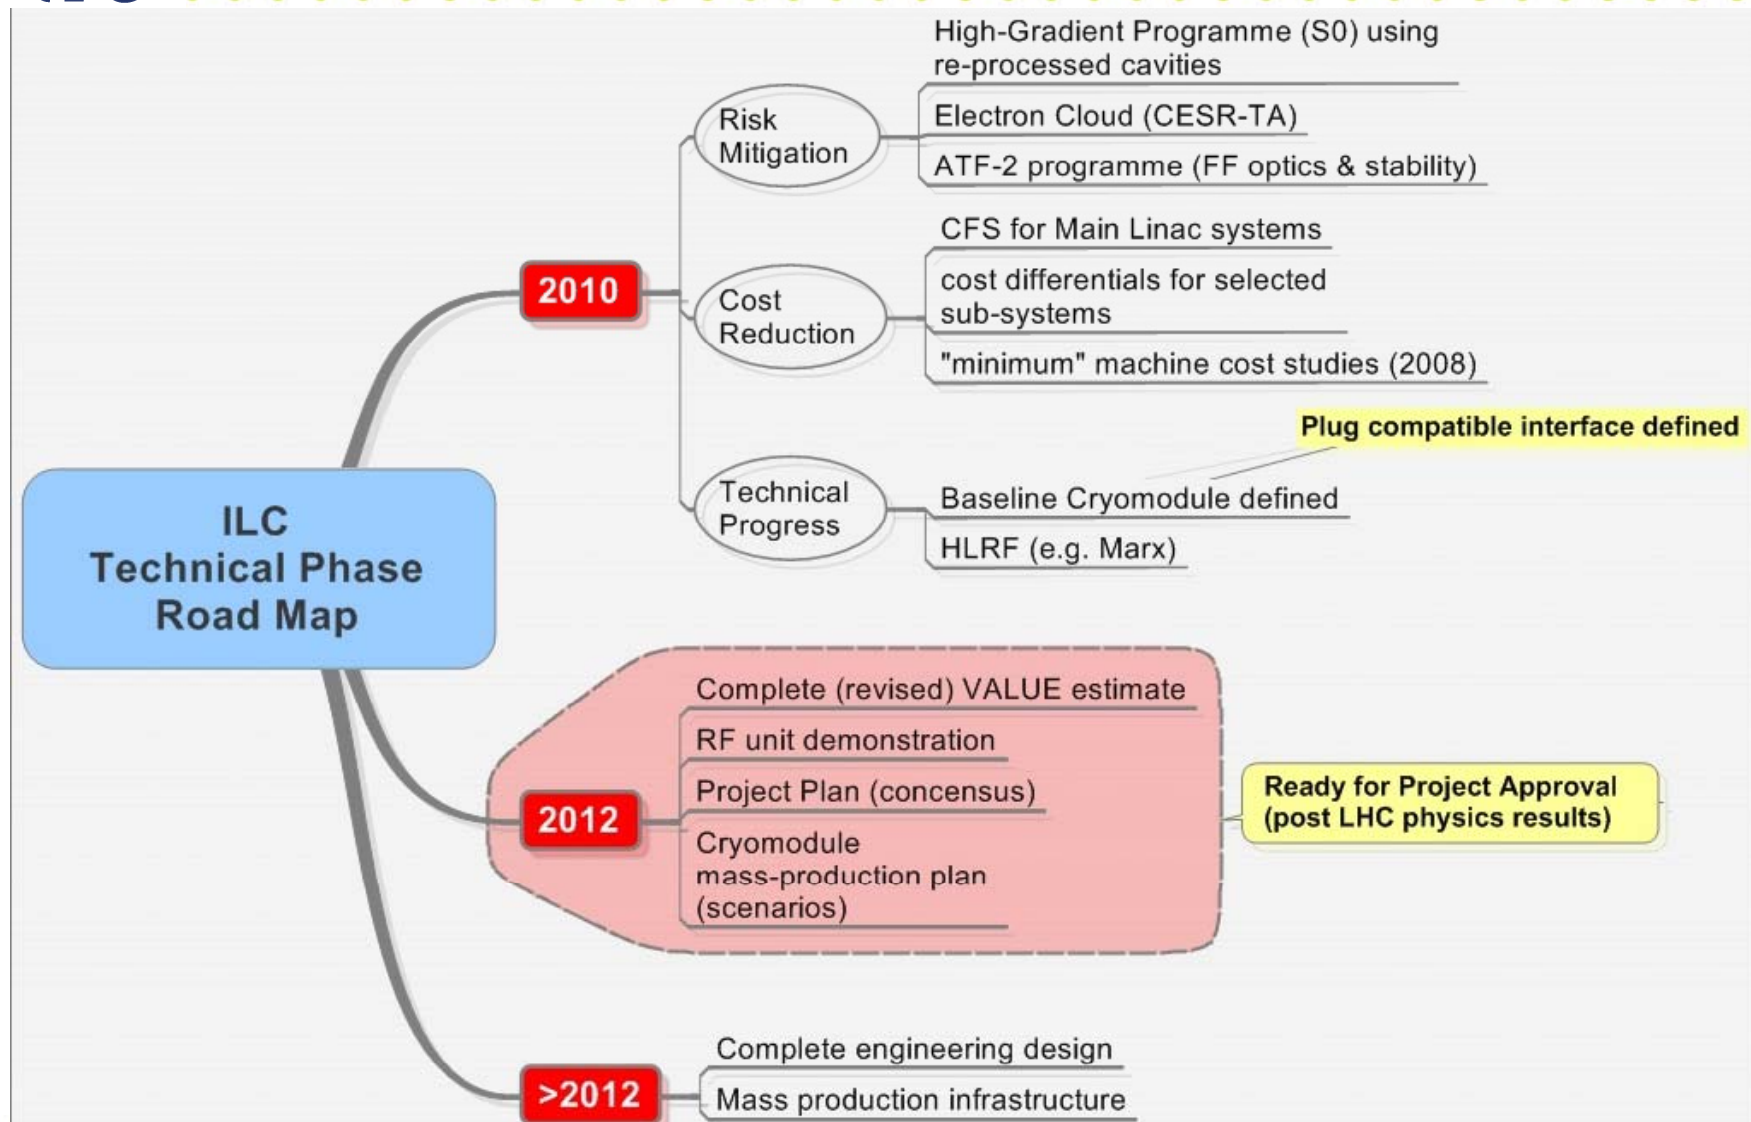 High-Gradient Programme (S0) using
re-processed cavities
Risk
Mitigation
Electron Cloud (CESR-TA)
ATF-2 programme (FF optics & stability)
2010
CFS for Main Linac systems
Cost
Reduction
cost differentials for selected
sub-systems
"minimum" machine cost studies (2008)
Plug compatible interface defined
Technical
Progress
Baseline Cryomodule defined
HLRF (e.g. Marx)
ILC
Technical Phase
Road Map
Complete (revised) VALUE estimate
RF unit demonstration
2012
Project Plan (concensus)
Cryomodule
mass-production plan
(scenarios)
Ready for Project Approval
(post LHC physics results)
>2012
Complete engineering design
Mass production infrastructure